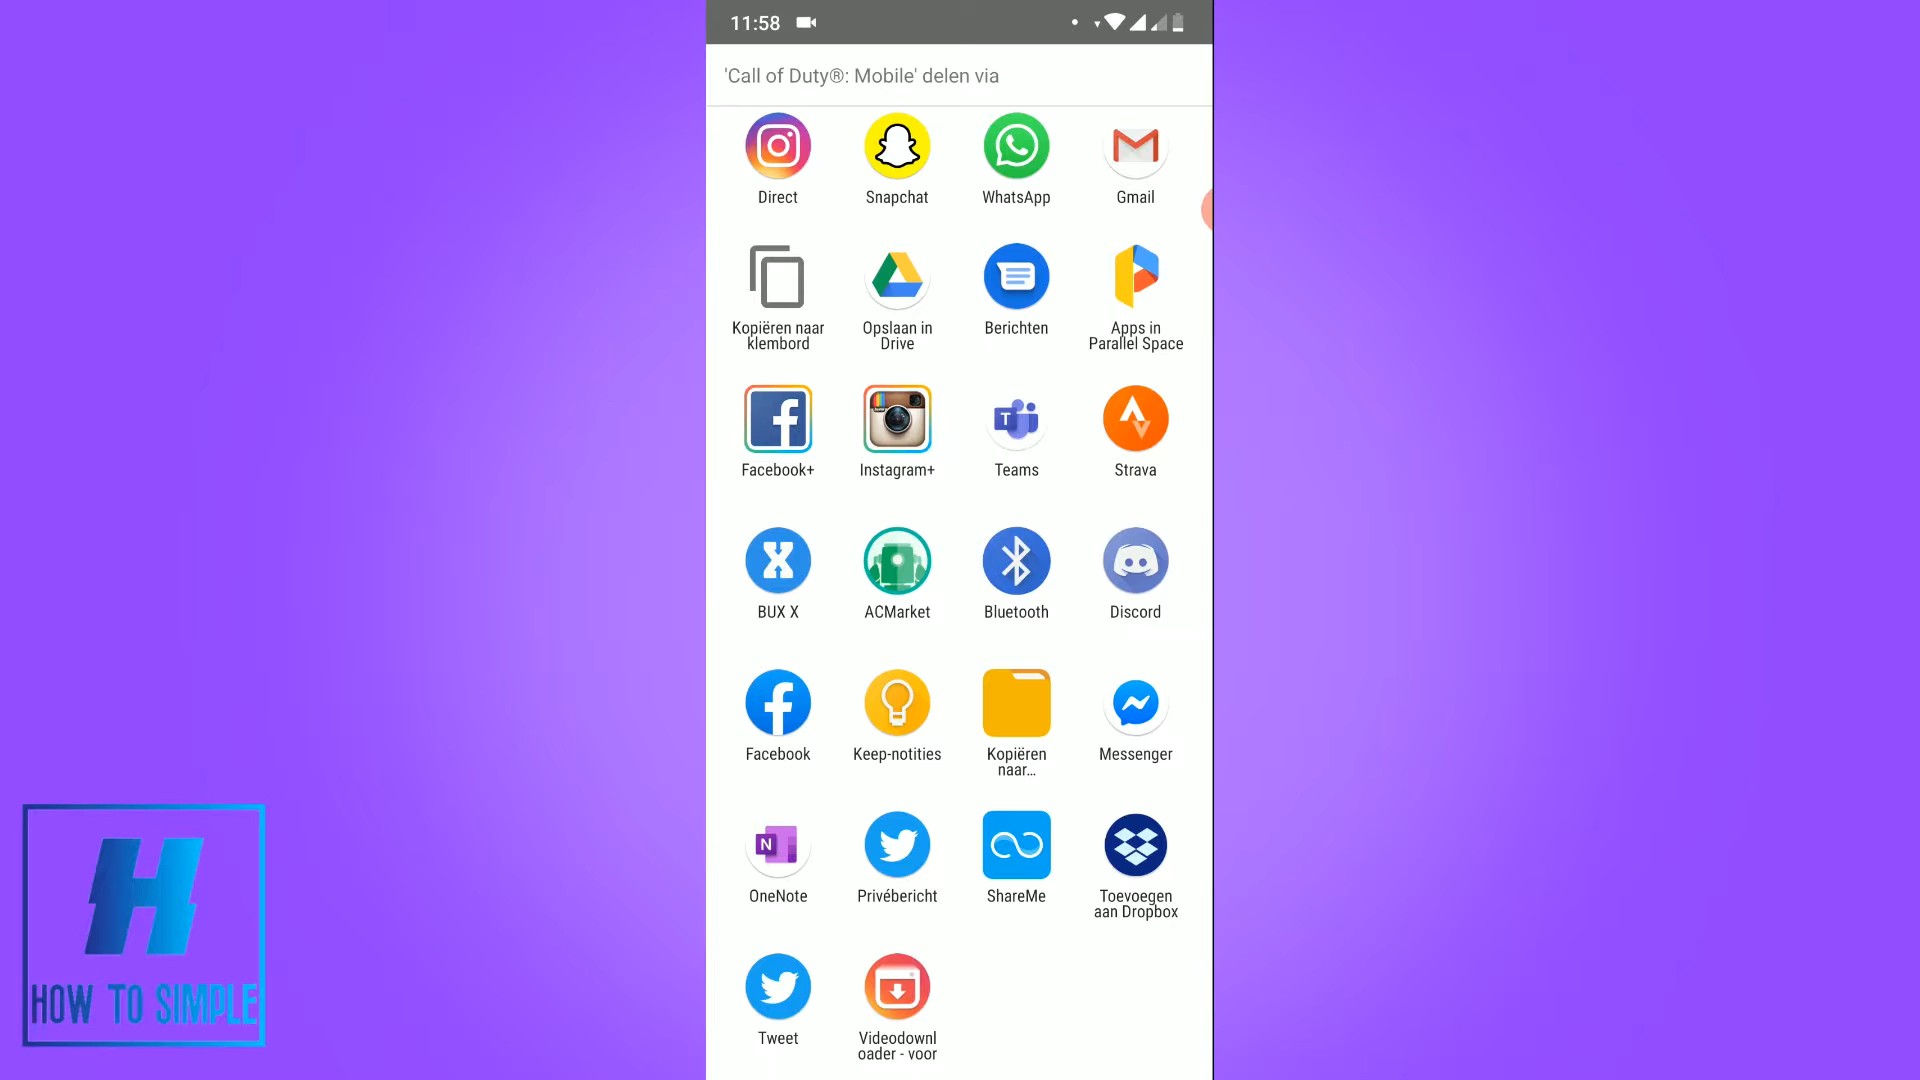 11:58
'Call of Duty®: Mobile' delen via
Direct
Snapchat
WhatsApp
Gmail
Kopiëren naar
klembord
Opslaan in
Drive
Berichten
Apps in
Parallel Space
Facebook+
Instagram+
Teams
Strava
BUX X
ACMarket
Bluetooth
Discord
Facebook
Keep-notities
Kopiëren
naar...
Messenger
OneNote
Privébericht
ShareMe
Toevoegen
aan Dropbox
Tweet
Videodownl
oader - voor
T
N
H
HOW TO SIMPLE